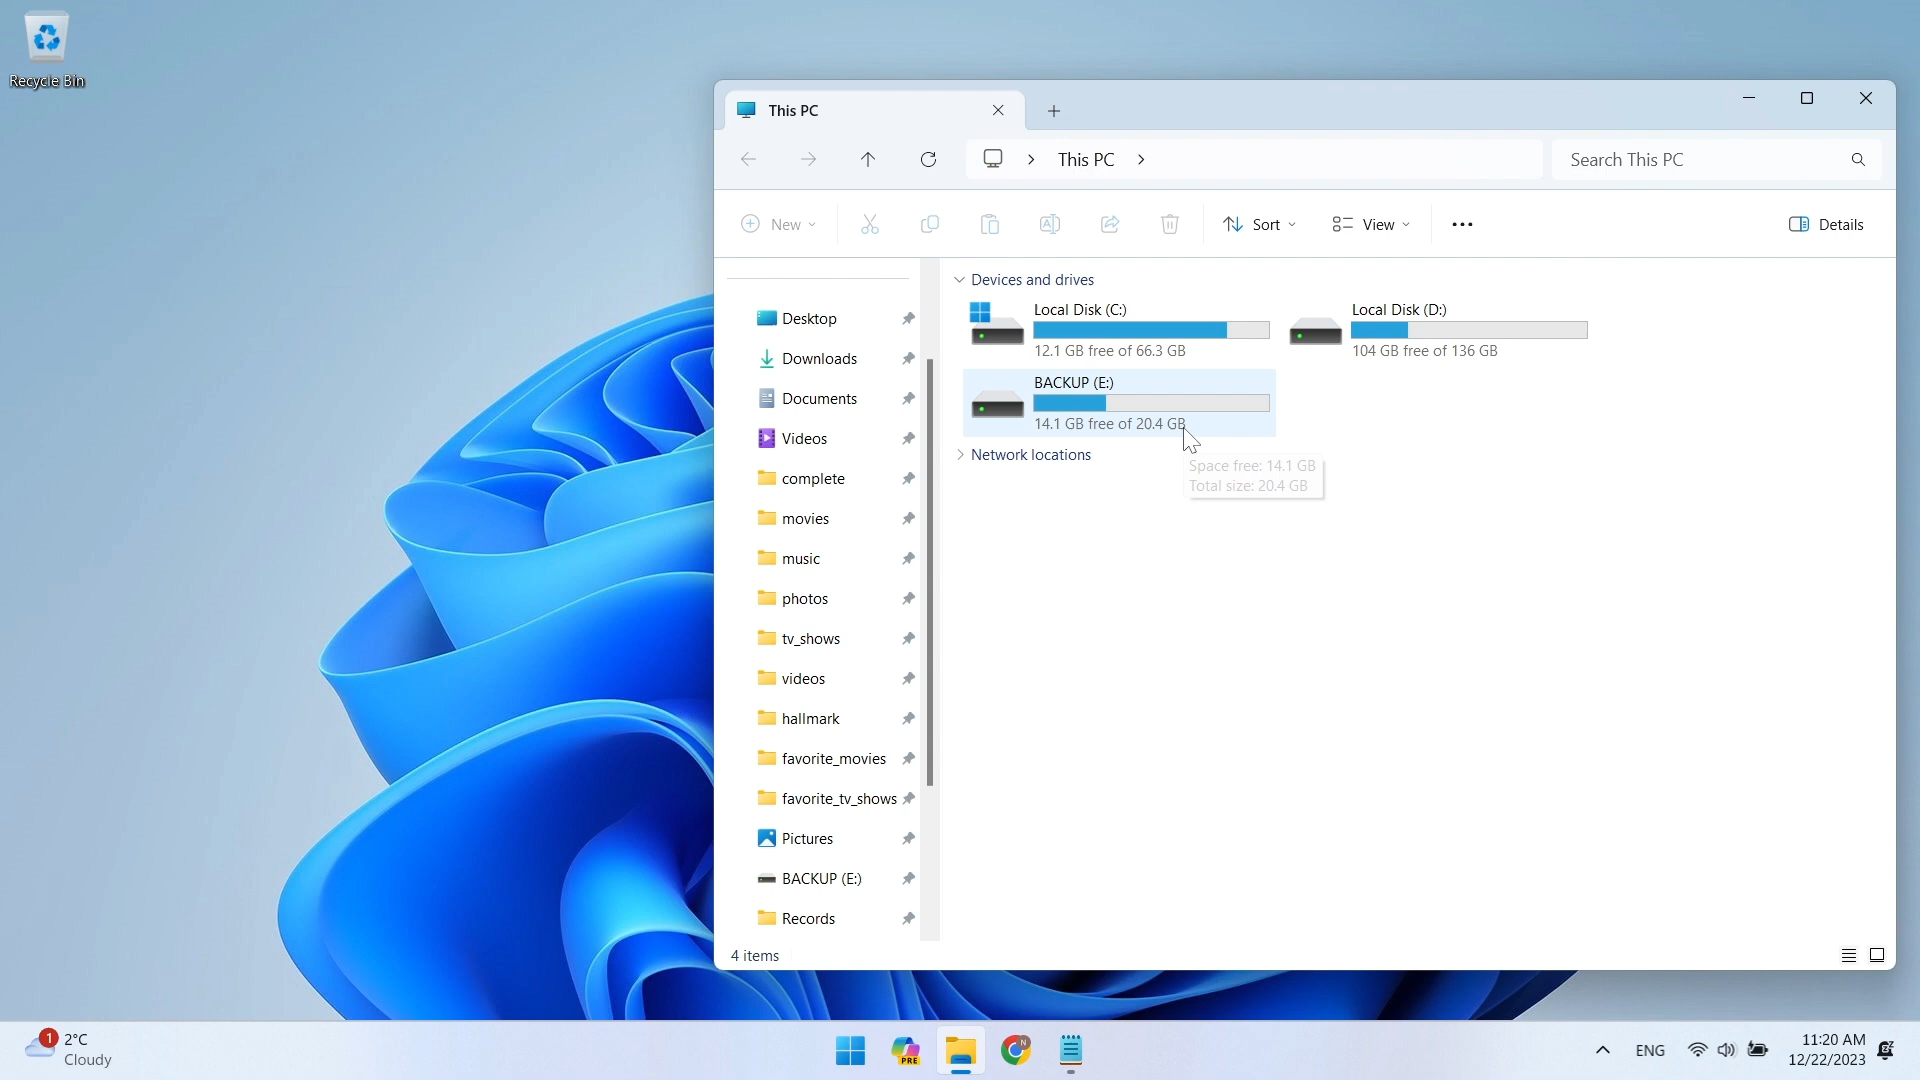 Recycle Bin
This PC
This PC
Search This PC
New
Sort
View
Details
Desktop
Downloads
Documents
Videos
complete
movies
music
photos
tv_shows
videos
hallmark
favorite_movies
favorite_tv_shows
Pictures
BACKUP (E:)
Records
Devices and drives
Local Disk (C:)
12.1 GB free of 66.3 GB
Local Disk (D:)
104 GB free of 136 GB
BACKUP (E:)
14.1 GB free of 20.4 GB
Network locations
Space free: 14.1 GB
Total size: 20.4 GB
4 items
1
2°C
Cloudy
PRE
N
ENG
11:20 AM
12/22/2023